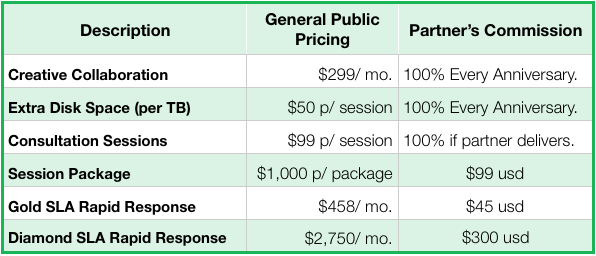 Description General Public Pricing Partner's Commission
Creative Collaboration $299/ mo. 100% Every Anniversary.
Extra Disk Space (per TB) $50 p/ session 100% Every Anniversary.
Consultation Sessions $99 p/ session 100% if partner delivers.
Session Package $1,000 p/ package $99 usd
Gold SLA Rapid Response $458/ mo. $45 usd
Diamond SLA Rapid Response $2,750/ mo. $300 usd